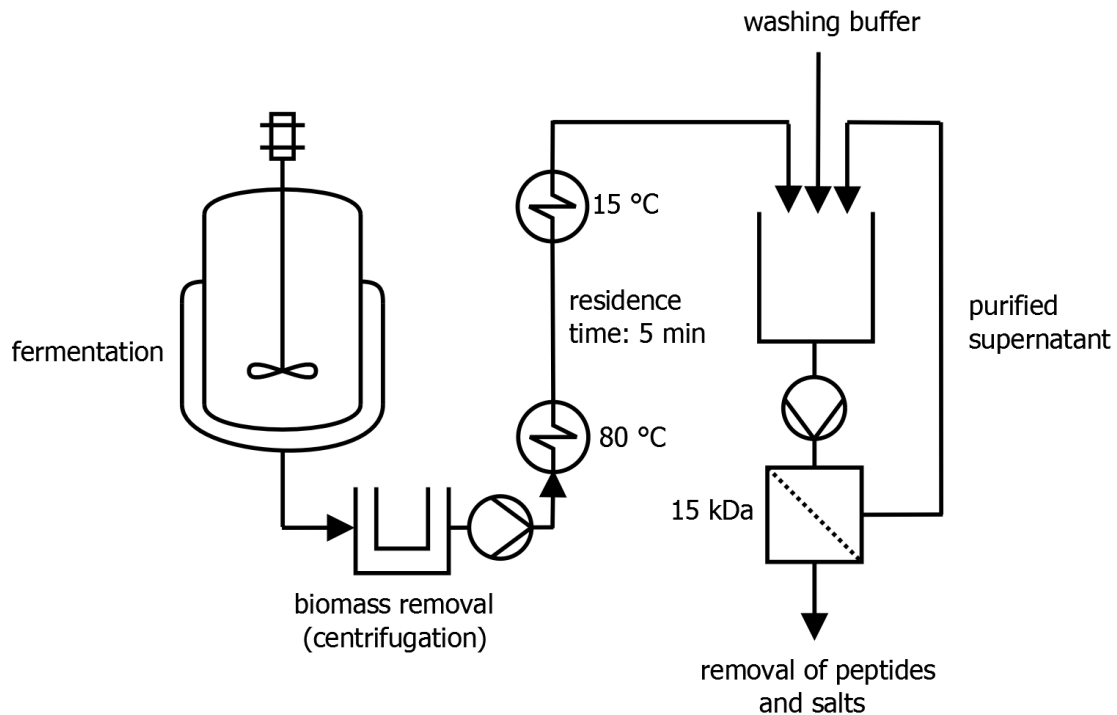 washing buffer
15 °C
residence
time: 5 min
purified
supernatant
fermentation
80 °C
15 kDa
biomass removal
(centrifugation)
removal of peptides
and salts